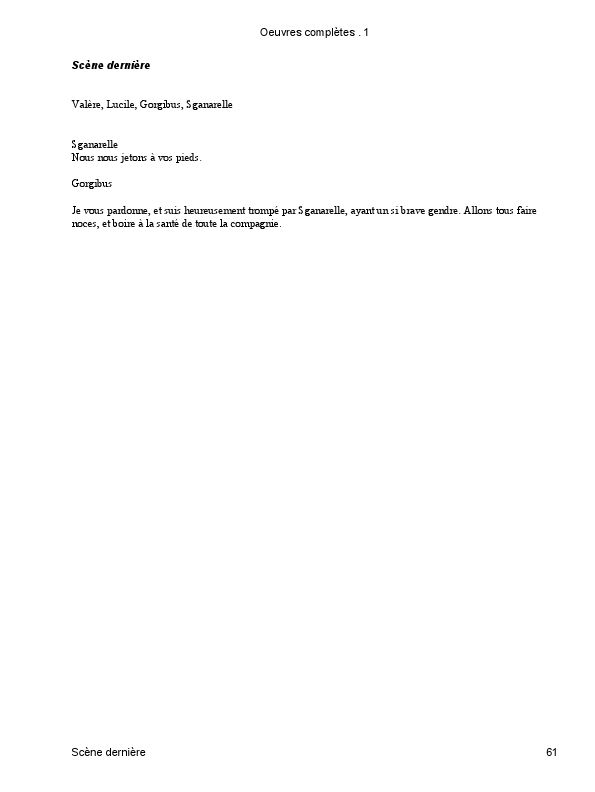 Oeuvres complètes . 1
Scène dernière
Valère, Lucile, Gorgibus, Sganarelle
Sganarelle
Nous nous jetons à vos pieds.
Gorgibus
Je vous pardonne, et suis heureusement trompé par Sganarelle, ayant un si brave gendre. Allons tous faire
noces, et boire à la santé de toute la compagnie.
Scène dernière 61